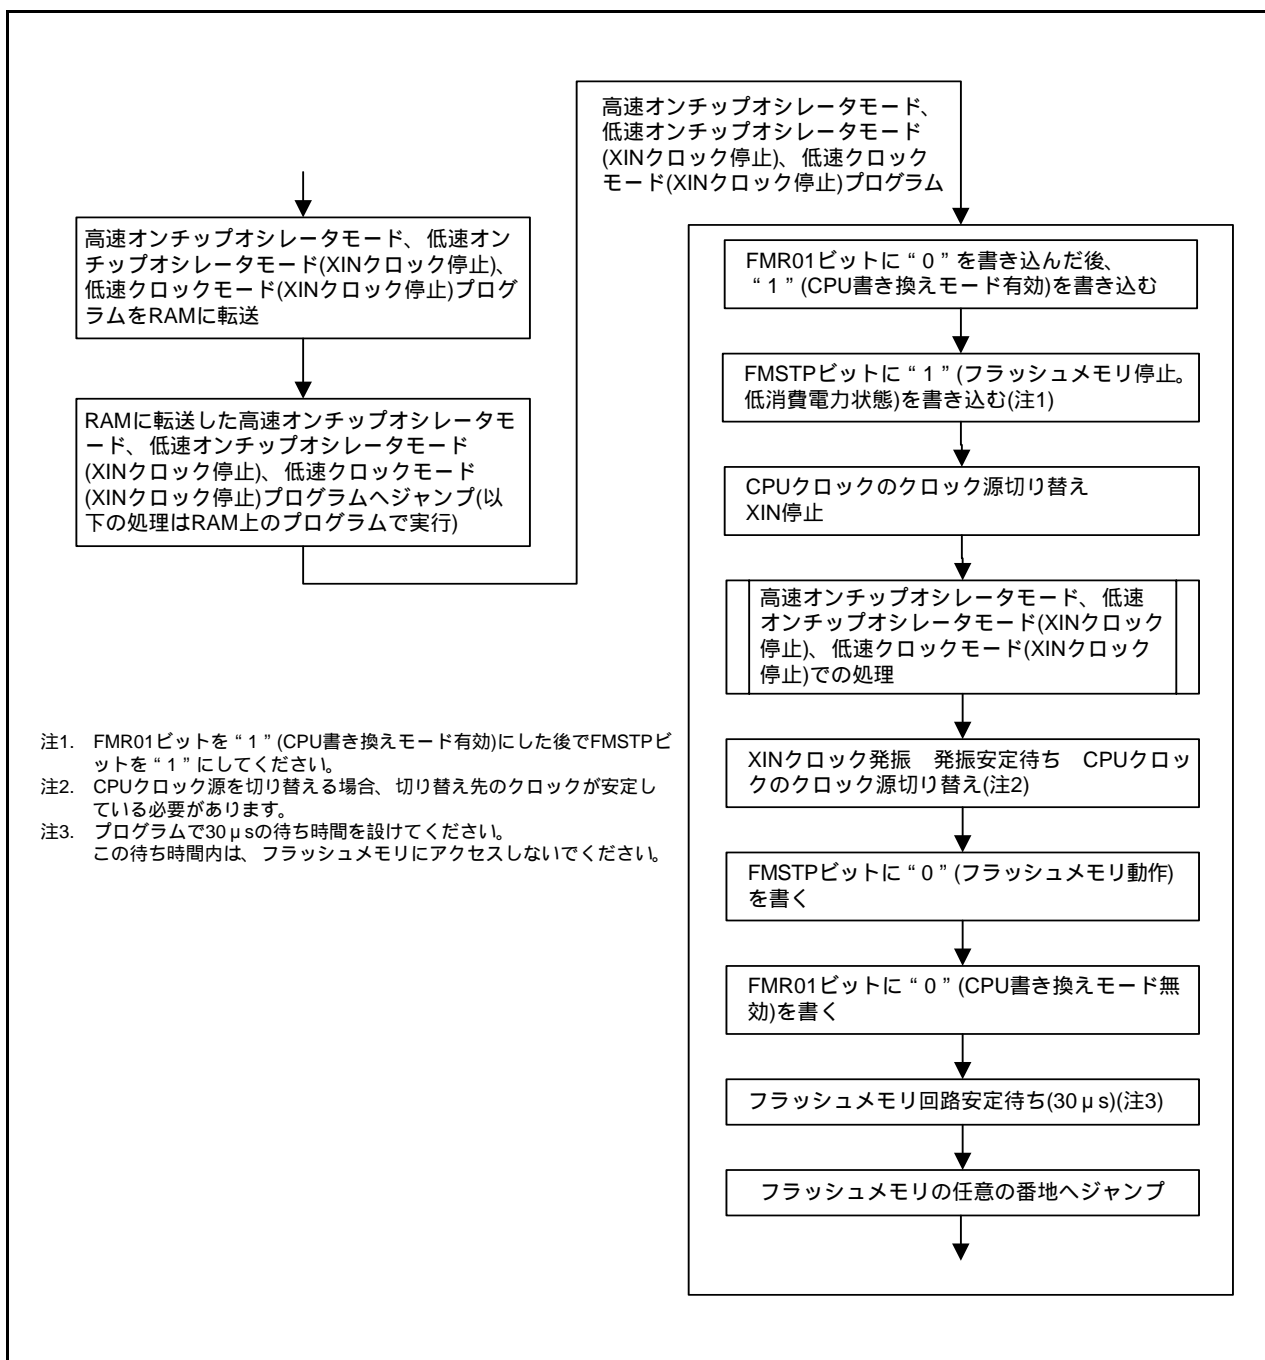 高速オンチップオシレータモード、低速オン
チップオシレータモード(XINクロック停止)、
低速クロックモード(XINクロック停止)プログ
ラムをRAMに転送
RAMに転送した高速オンチップオシレータモ
ード、低速オンチップオシレータモード
(XINクロック停止)、低速クロックモード
(XINクロック停止)プログラムへジャンプ(以
下の処理はRAM上のプログラムで実行)
高速オンチップオシレータモード、
低速オンチップオシレータモード
(XINクロック停止)、低速クロック
モード(XINクロック停止)プログラム
FMR01ビットに“0”を書き込んだ後、
“1”(CPU書き換えモード有効)を書き込む
FMSTPビットに“1”(フラッシュメモリ停止。
低消費電力状態)を書き込む(注1)
CPUクロックのクロック源切り替え
XIN停止
高速オンチップオシレータモード、低速
オンチップオシレータモード(XINクロック
停止)、低速クロックモード(XINクロック
停止)での処理
XINクロック発振　発振安定待ち　CPUクロッ
クのクロック源切り替え(注2)
FMSTPビットに“0”(フラッシュメモリ動作)
を書く
FMR01ビットに“0”(CPU書き換えモード無
効)を書く
フラッシュメモリ回路安定待ち(30μs)(注3)
フラッシュメモリの任意の番地へジャンプ
注1. FMR01ビットを“1”(CPU書き換えモード有効)にした後でFMSTPビ
ットを“1”にしてください。
注2. CPUクロック源を切り替える場合、切り替え先のクロックが安定し
ている必要があります。
注3. プログラムで30μsの待ち時間を設けてください。
この待ち時間内は、フラッシュメモリにアクセスしないでください。